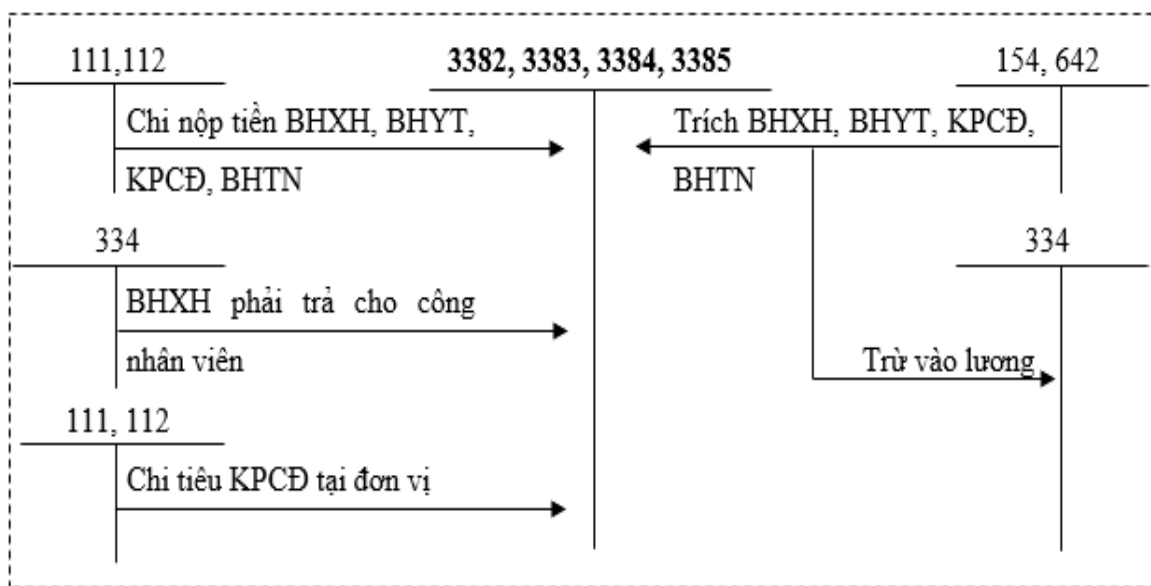 111,112
3382, 3383, 3384, 3385
154, 642
Chi nộp tiền BHXH, BHYT,
KPCĐ, BHTN
Trích BHXH, BHYT, KPCĐ,
BHTN
334
334
BHXH phải trả cho công
nhân viên
Trừ vào lương
111, 112
Chi tiêu KPCĐ tại đơn vị